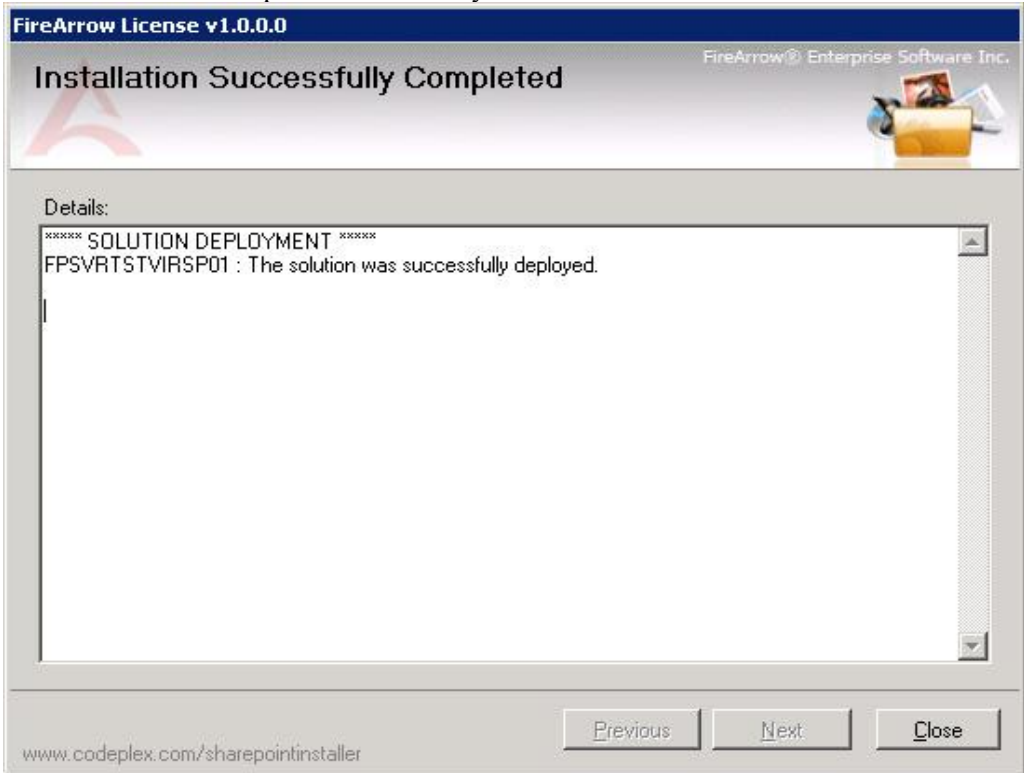 FireArrow License v1.0.0.0
FireArrow® Enterprise Software Inc.
Installation Successfully Completed
Details:
***** SOLUTION DEPLOYMENT *****
FPSVRTSTVIRSP01 : The solution was successfully deployed.
Previous
Next
Close
www.codeplex.com/sharepointinstaller